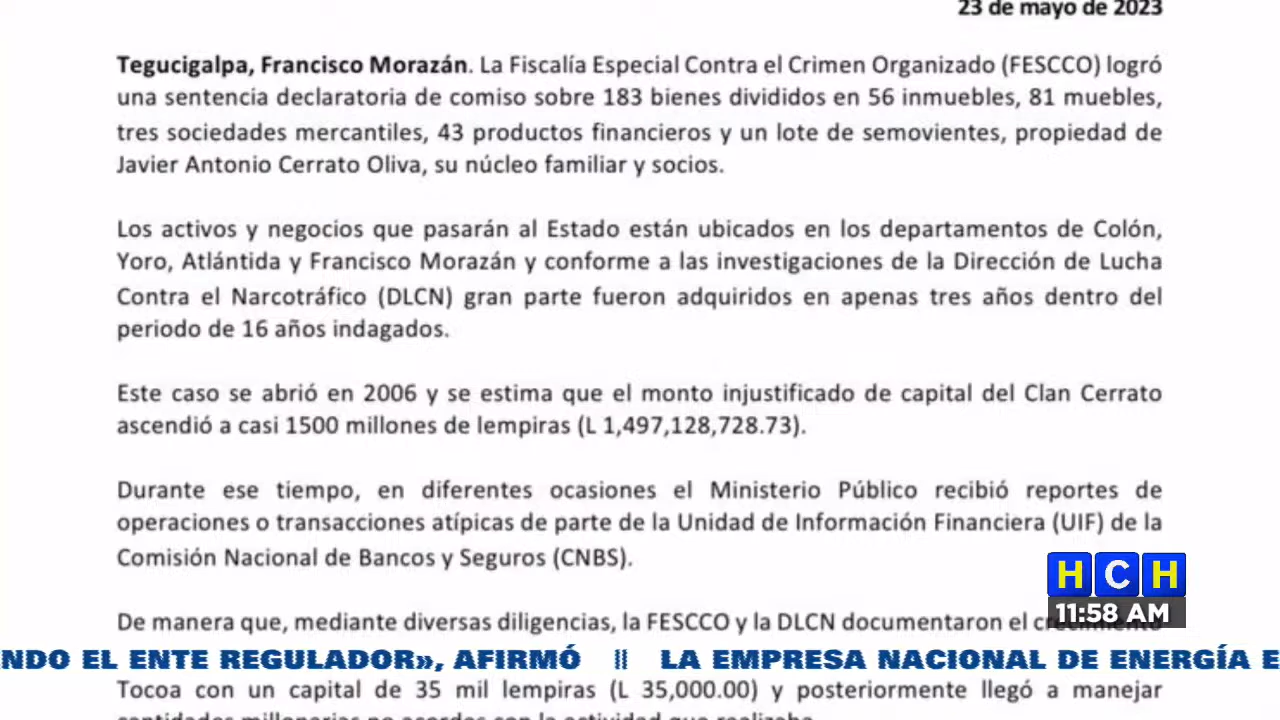 23 de mayo de 2023
Tegucigalpa, Francisco Morazán. La Fiscalía Especial Contra el Crimen Organizado (FESCCO) logró
una sentencia declaratoria de comiso sobre 183 bienes divididos en 56 inmuebles, 81 muebles,
tres sociedades mercantiles, 43 productos financieros y un lote de semovientes, propiedad de
Javier Antonio Cerrato Oliva, su núcleo familiar y socios.
Los activos y negocios que pasarán al Estado están ubicados en los departamentos de Colón,
Yoro, Atlántida y Francisco Morazán y conforme a las investigaciones de la Dirección de Lucha
Contra el Narcotráfico (DLCN) gran parte fueron adquiridos en apenas tres años dentro del
periodo de 16 años indagados.
Este caso se abrió en 2006 y se estima que el monto injustificado de capital del Clan Cerrato
ascendió a casi 1500 millones de lempiras (L 1,497,128,728.73).
Durante ese tiempo, en diferentes ocasiones el Ministerio Público recibió reportes de
operaciones o transacciones atípicas de parte de la Unidad de Información Financiera (UIF) de la
Comisión Nacional de Bancos y Seguros (CNBS).
HCH
11:58 AM
De manera que, mediante diversas diligencias, la FESCCO y la DLCN documentaron el crecimiento
NDO EL ENTE REGULADOR», AFIRMÓ || LA EMPRESA NACIONAL DE ENERGÍA E
Tocoa con un capital de 35 mil lempiras (L 35,000.00) y posteriormente llegó a manejar
cantidades millonarias no acordes con la actividad que realizaba.